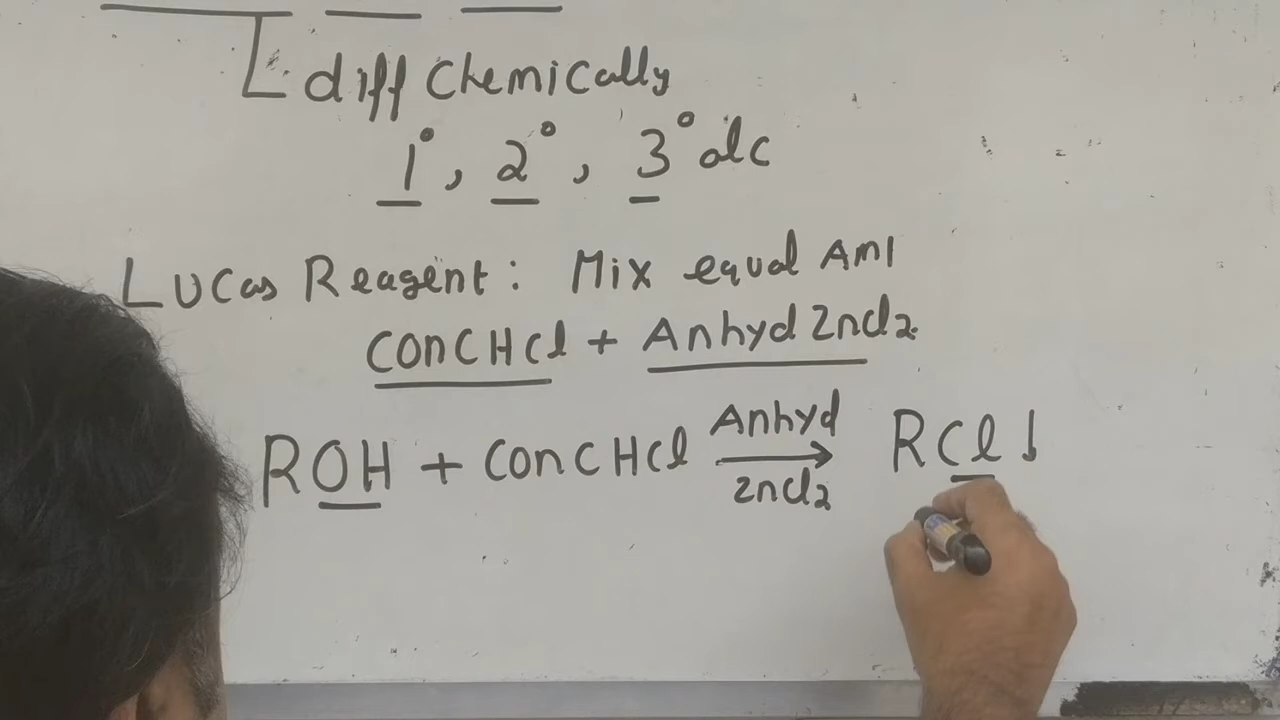 diff Chemically
1°, 2°, 3° alc
Lucas Reagent: Mix equal Amt
conc HCl + Anhyd ZnCl2
ROH + conc HCl Anhyd ZnCl2 → RCl ↓